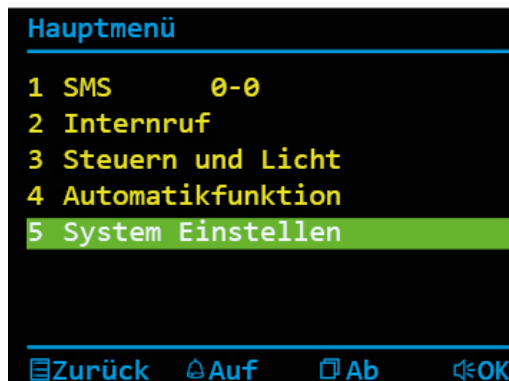 Hauptmenü
1 SMS 0-0
2 Internruf
3 Steuern und Licht
4 Automatikfunktion
5 System Einstellen
Zurück Auf Ab OK